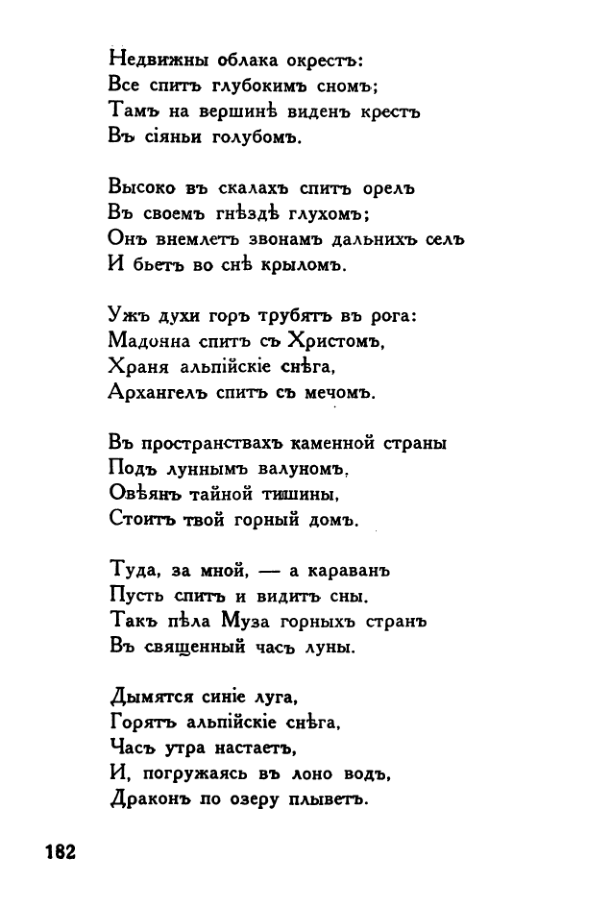 Недвижны облака окрестъ:
Все спитъ глубокимъ сномъ;
Тамъ на вершинѣ виденъ крестъ
Въ сіяньи голубомъ.
Высоко въ скалахъ спитъ орелъ
Въ своемъ гнѣздѣ глухомъ;
Онъ внемлетъ звонамъ дальнихъ селъ
И бьетъ во снѣ крыломъ.
Ужъ духи горъ трубятъ въ рога:
Мадонна спитъ съ Христомъ,
Храня альпійскіе снѣга,
Архангелъ спитъ съ мечомъ.
Въ пространствахъ каменной страны
Подъ луннымъ валуномъ,
Овѣянъ тайной тишины,
Стоитъ твой горный домъ.
Туда, за мной, — а караванъ
Пусть спитъ и видитъ сны.
Такъ пѣла Муза горныхъ странъ
Въ священный часъ луны.
Дымятся синіе луга,
Горятъ альпійскіе снѣга,
Часъ утра настаетъ,
И, погружаясь въ лоно водъ,
Драконъ по озеру плыветъ.
182